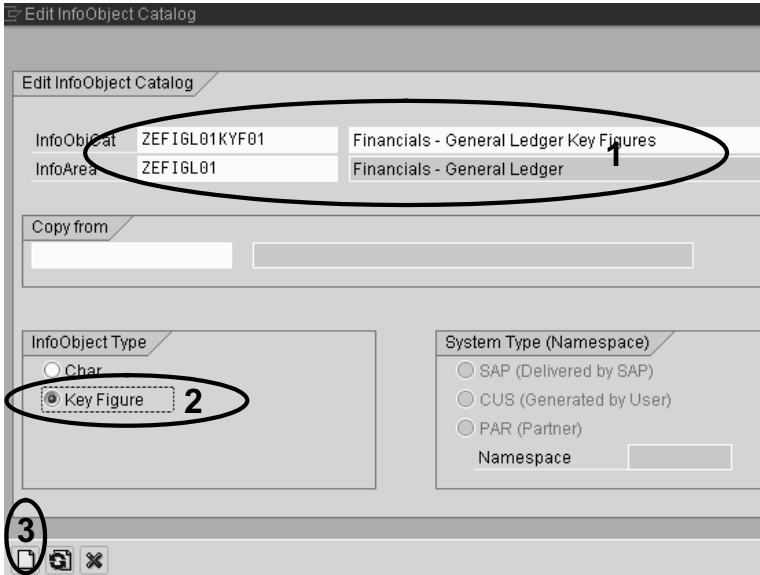 Edit InfoObject Catalog
Edit InfoObject Catalog
InfoObjCat ZEFIGL01KYF01 Financials - General Ledger Key Figures
1
InfoArea ZEFIGL01 Financials - General Ledger
Copy from
InfoObject Type System Type (Namespace)
Char SAP (Delivered by SAP)
Key Figure 2 CUS (Generated by User)
PAR (Partner)
Namespace
3